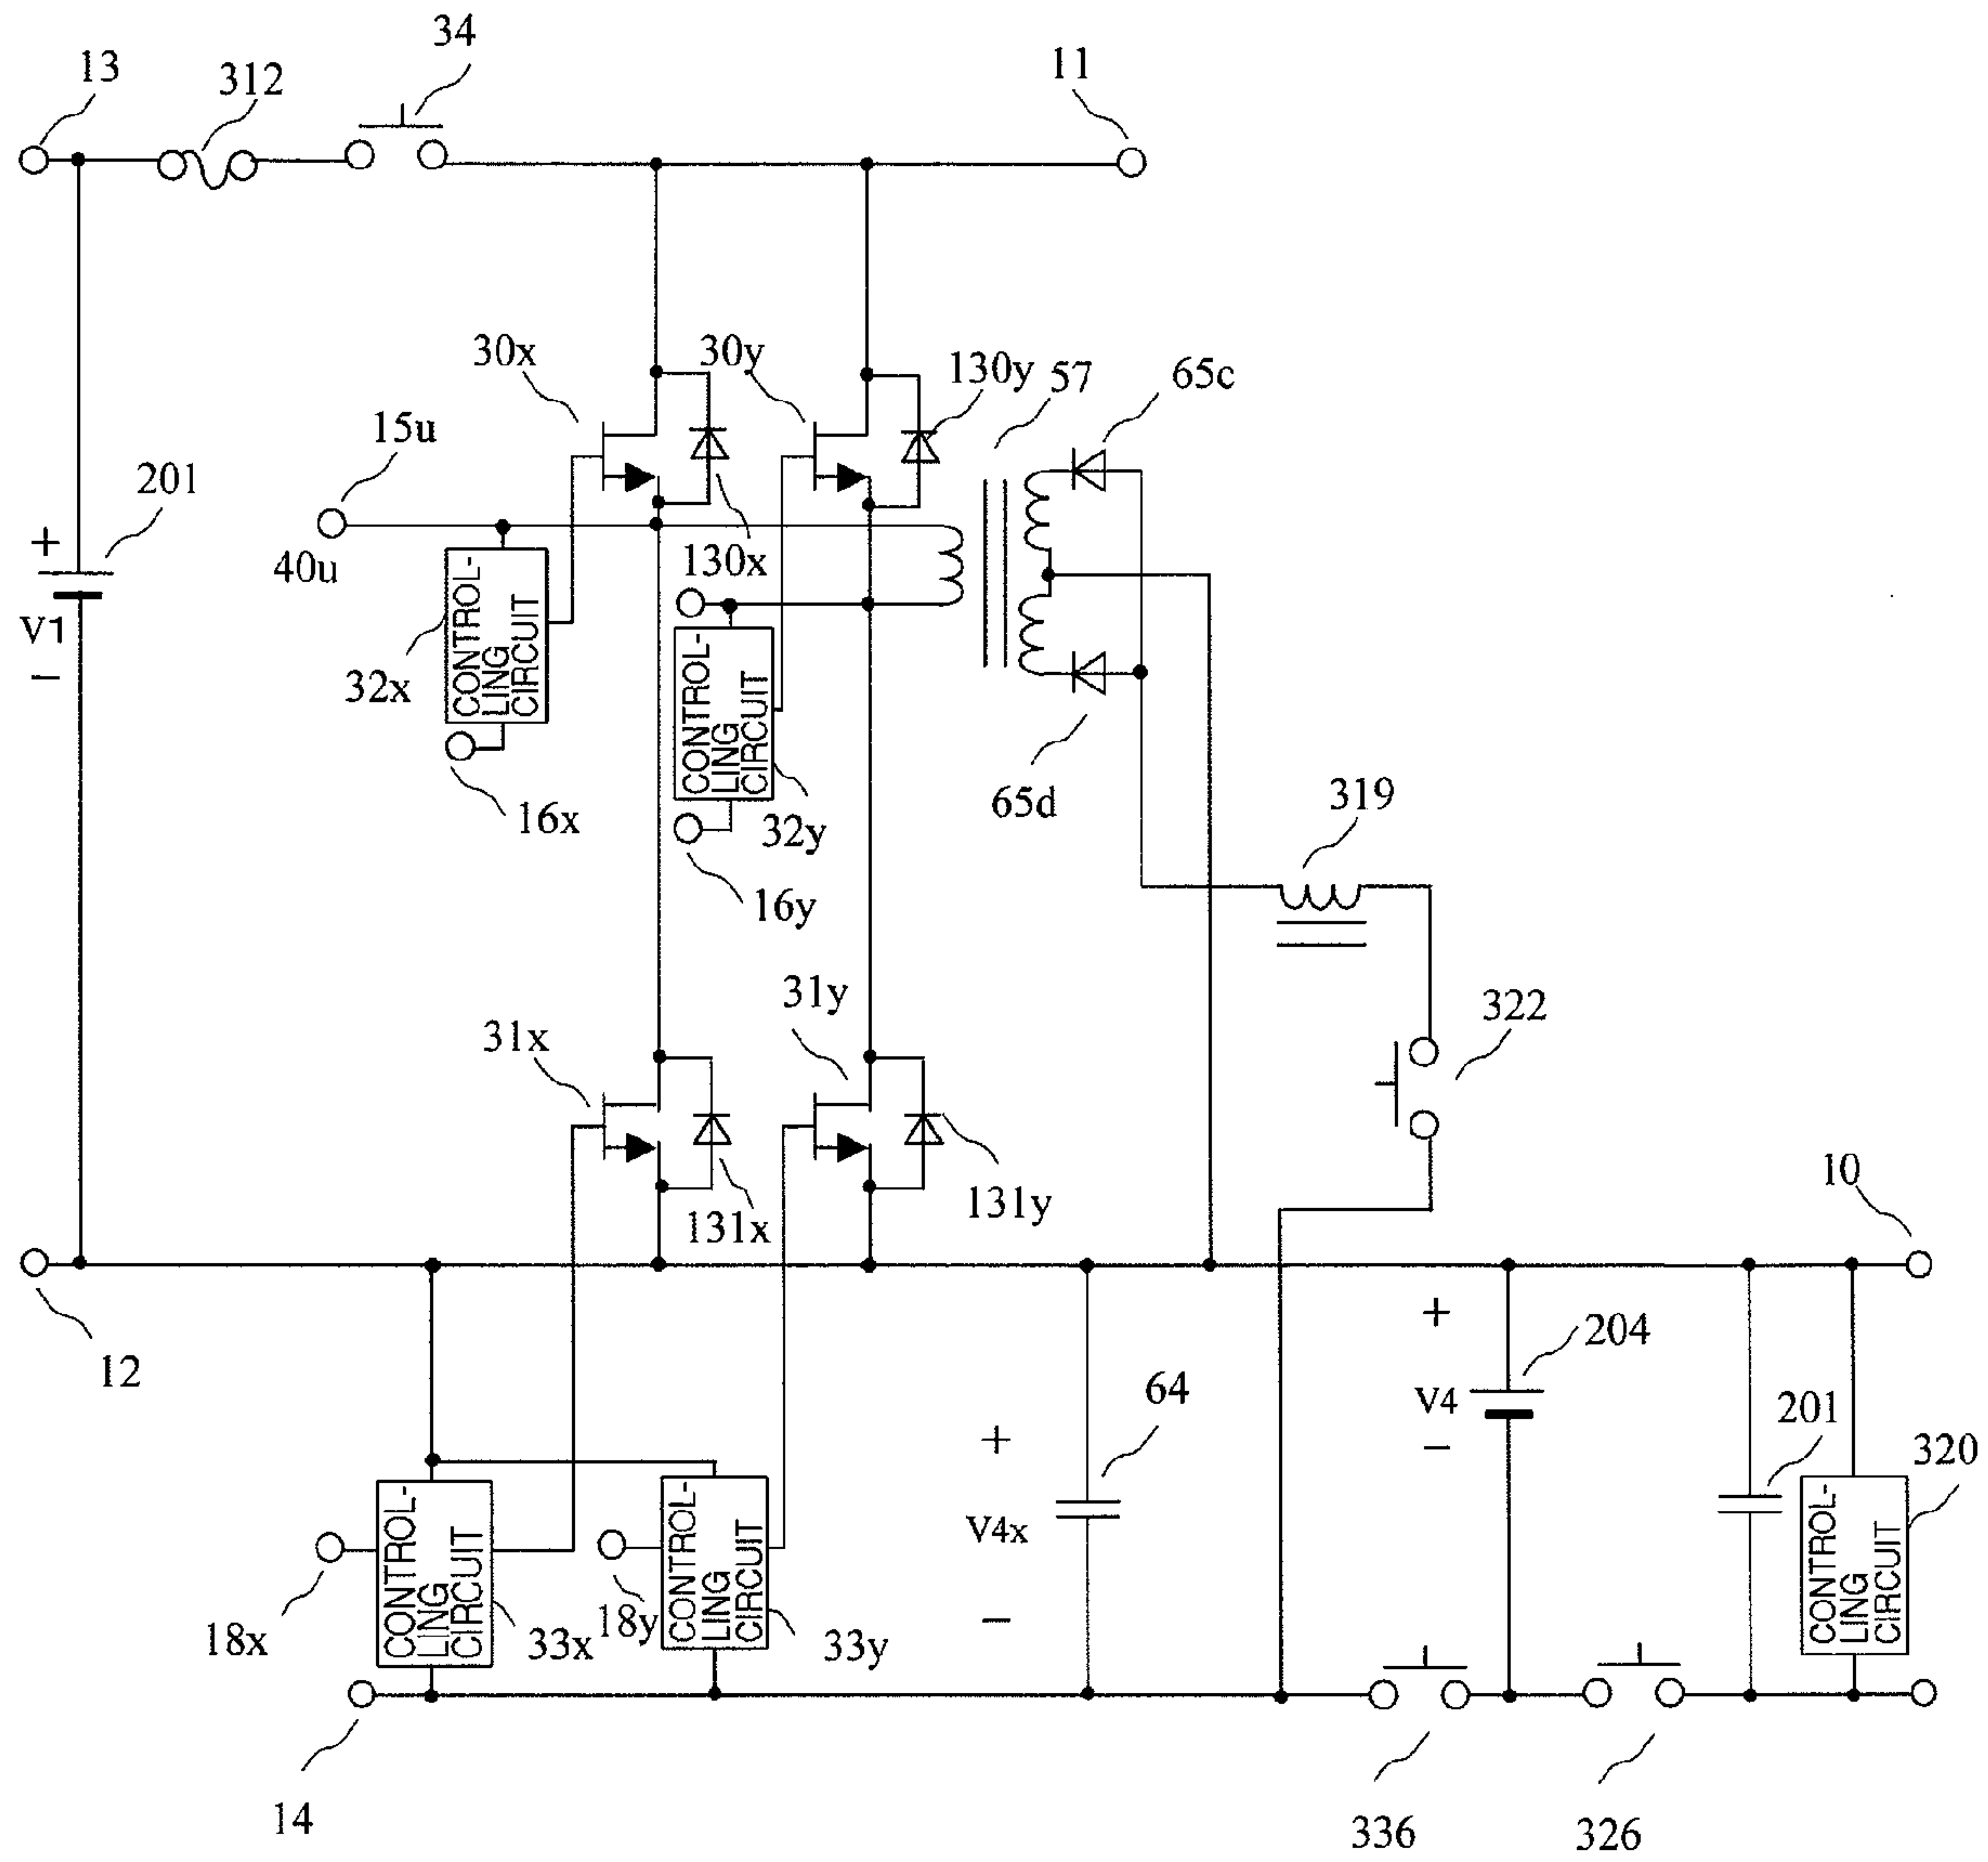 34
13
312
11
30x
30y
130y
57
65c
15u
201
+
40u
130x
V1
−
CONTROL-
LING
CIRCUIT
32x
CONTROL-
LING
CIRCUIT
16x
32y
65d
319
16y
31y
31x
322
131x
131y
10
12
+
204
V4
−
64
201
320
+
V4x
−
CONTROL-
LING
CIRCUIT
18x
33x
18y
CONTROL-
LING
CIRCUIT
33y
CONTROL-
LING
CIRCUIT
14
336
326